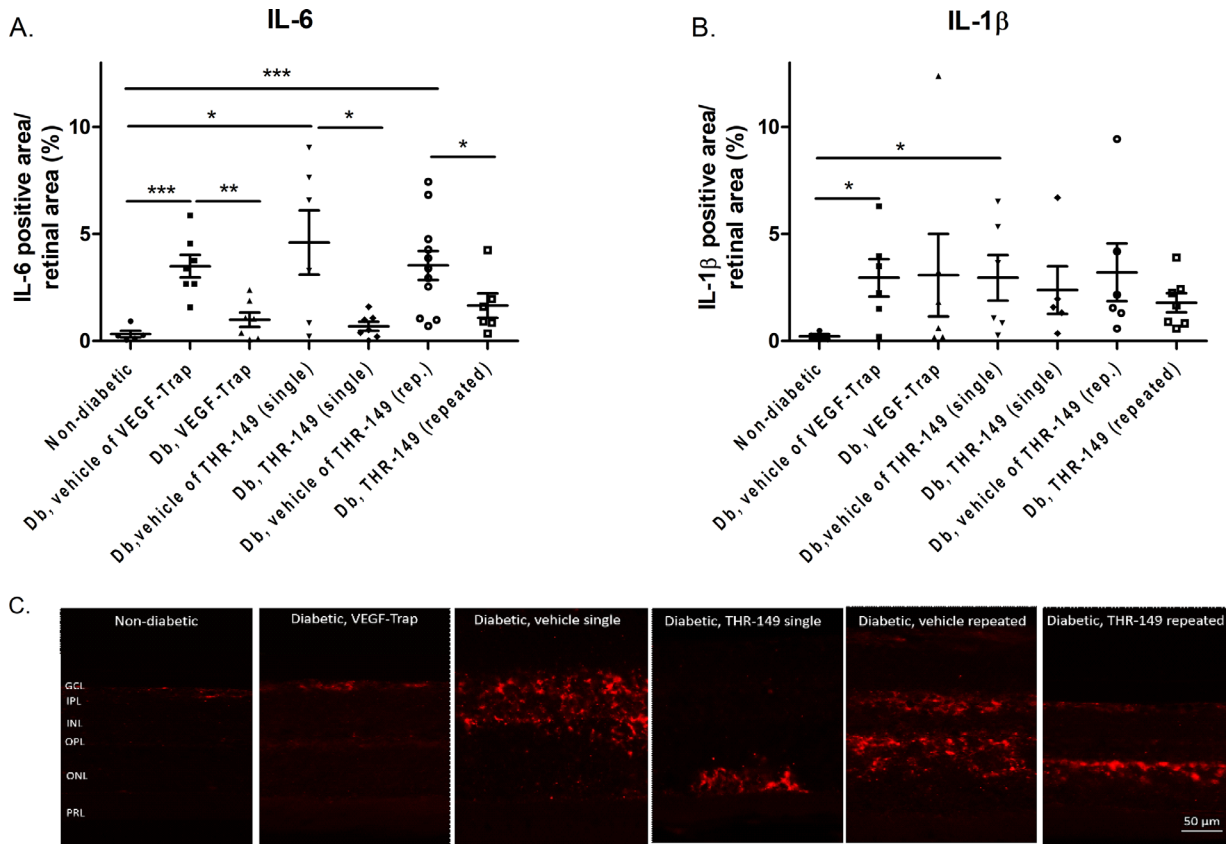 A.
IL-6
IL-6 positive area/
retinal area (%)
10
5
0
***
*
*
*
***
**
Non-diabetic
Db, vehicle of VEGF-Trap
Db, VEGF-Trap
Db,vehicle of THR-149 (single)
Db, THR-149 (single)
Db, vehicle of THR-149 (rep.)
Db, THR-149 (repeated)
B.
IL-1β
IL-1β positive area/
retinal area (%)
10
5
0
*
*
Non-diabetic
Db, vehicle of VEGF-Trap
Db, VEGF-Trap
Db,vehicle of THR-149 (single)
Db, THR-149 (single)
Db, vehicle of THR-149 (rep.)
Db, THR-149 (repeated)
C.
Non-diabetic
Diabetic, VEGF-Trap
Diabetic, vehicle single
Diabetic, THR-149 single
Diabetic, vehicle repeated
Diabetic, THR-149 repeated
GCL
IPL
INL
OPL
ONL
PRL
50 µm